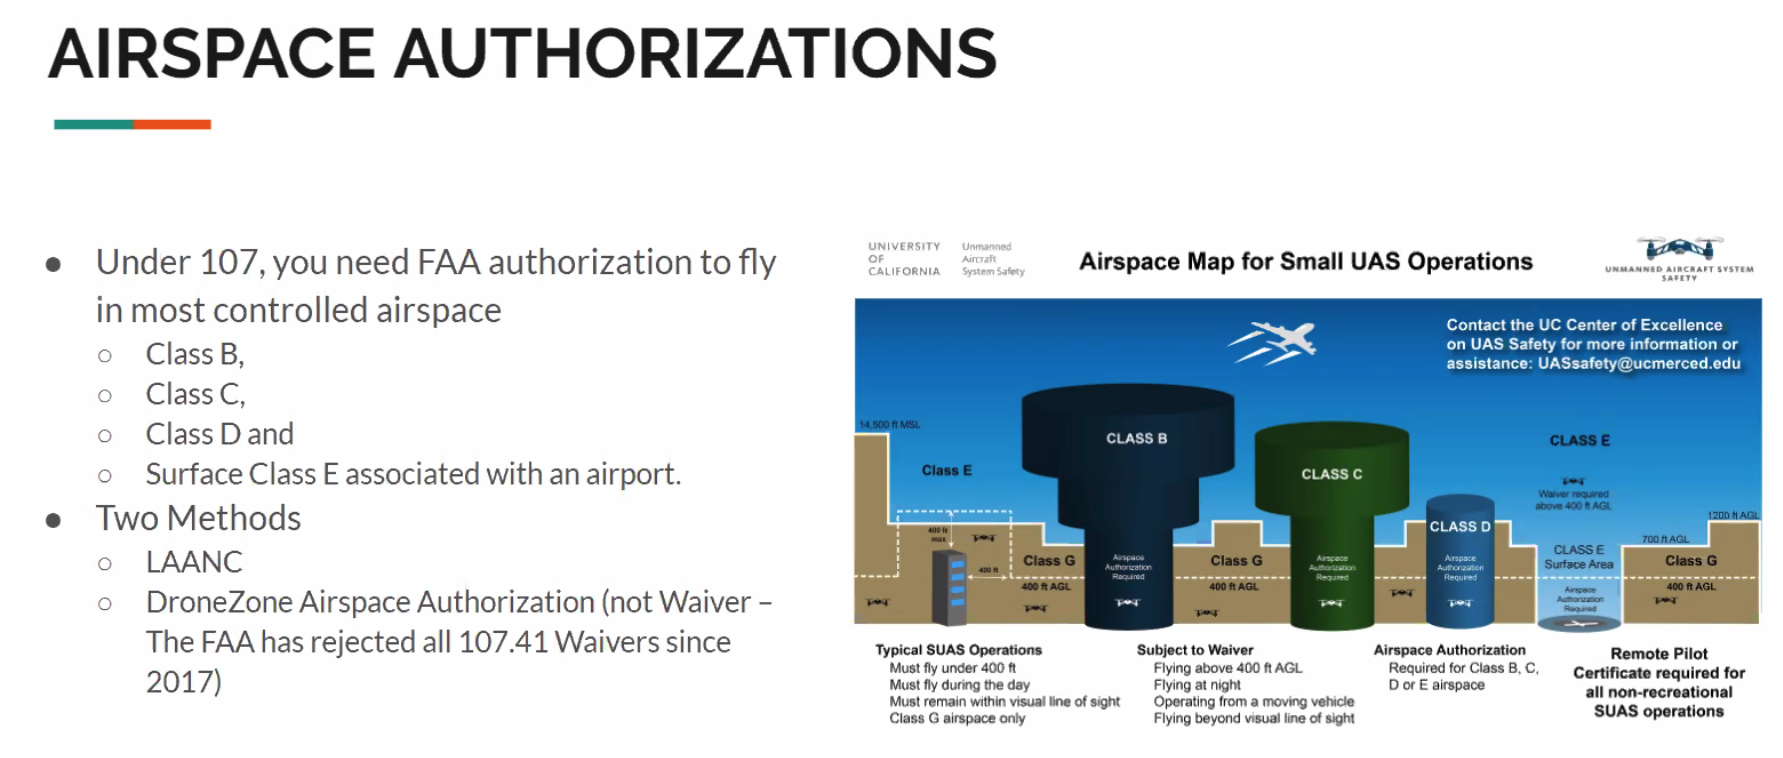 AIRSPACE AUTHORIZATIONS
● Under 107, you need FAA authorization to fly
in most controlled airspace
○ Class B,
○ Class C,
○ Class D and
○ Surface Class E associated with an airport.
● Two Methods
○ LAANC
○ DroneZone Airspace Authorization (not Waiver –
The FAA has rejected all 107.41 Waivers since
2017)
UNIVERSITY
OF
CALIFORNIA
Unmanned
Aircraft
System Safety
Airspace Map for Small UAS Operations
UNMANNED AIRCRAFT SYSTEM
SAFETY
Contact the UC Center of Excellence
on UAS Safety for more information or
assistance: UASsafety@ucmerced.edu
14,500 ft MSL
Class E
CLASS B
CLASS C
CLASS E
Waiver required
above 400 ft AGL
CLASS D
1200 ft AGL
400 ft
max
700 ft AGL
400 ft
Class G
400 ft AGL
Airspace
Authorization
Required
Class G
400 ft AGL
Airspace
Authorization
Required
Airspace
Authorization
Required
CLASS E
Surface Area
Airspace
Authorization
Required
Class G
400 ft AGL
Typical SUAS Operations
Must fly under 400 ft
Must fly during the day
Must remain within visual line of sight
Class G airspace only
Subject to Waiver
Flying above 400 ft AGL
Flying at night
Operating from a moving vehicle
Flying beyond visual line of sight
Airspace Authorization
Required for Class B, C,
D or E airspace
Remote Pilot
Certificate required for
all non-recreational
SUAS operations